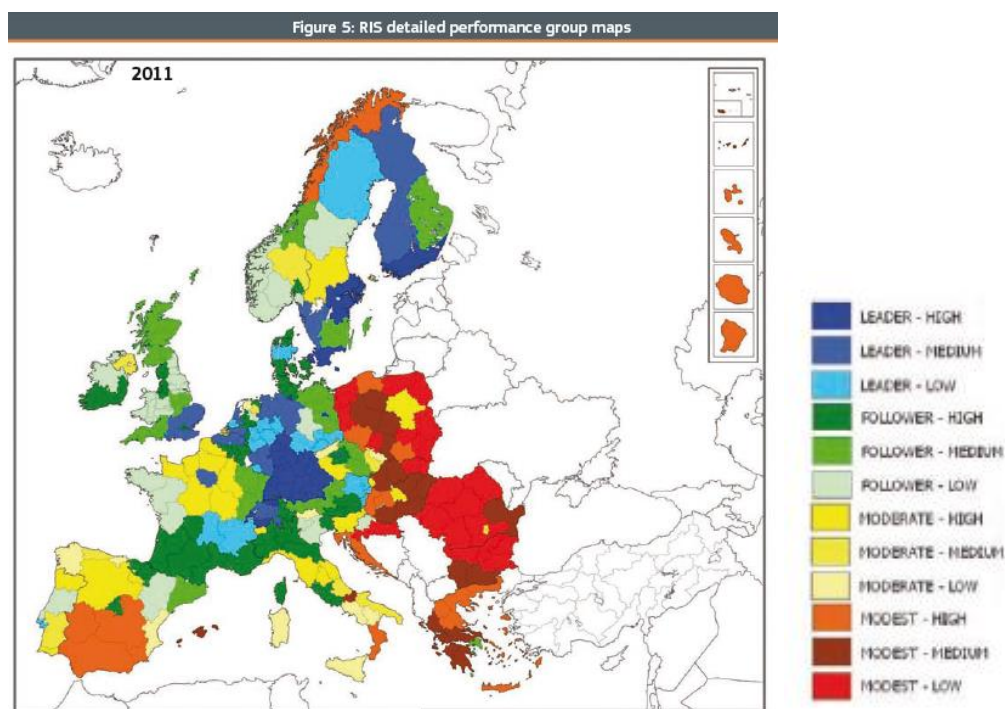 Figure 5: RIS detailed performance group maps
2011
LEADER - HIGH
LEADER - MEDIUM
LEADER - LOW
FOLLOWER - HIGH
FOLLOWER - MEDIUM
FOLLOWER - LOW
MODERATE - HIGH
MODERATE - MEDIUM
MODERATE - LOW
MODEST - HIGH
MODEST - MEDIUM
MODEST - LOW